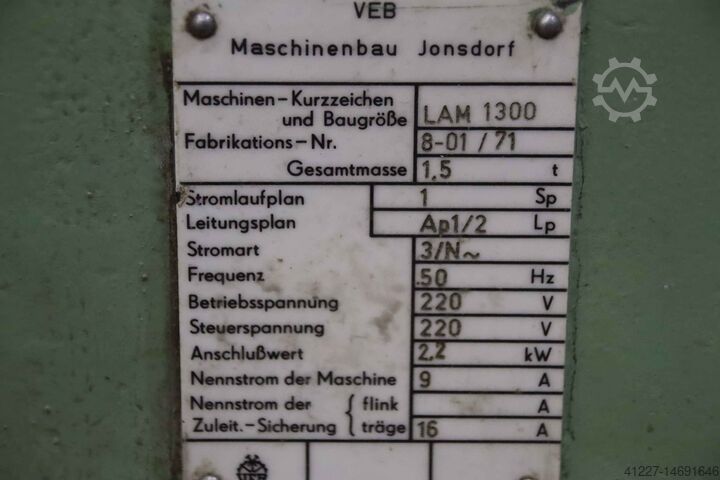 VEB
Maschinenbau Jonsdorf
Maschinen-Kurzzeichen
und Baugröße LAM 1300
Fabrikations-Nr. 8-01 / 71
Gesamtmasse 1,5 t
Stromlaufplan 1 Sp
Leitungsplan Ap1/2 Lp
Stromart 3/N~
Frequenz 50 Hz
Betriebsspannung 220 V
Steuerspannung 220 V
Anschlußwert 2,2 kW
Nennstrom der Maschine 9 A
Nennstrom der { flink A
Zuleit.-Sicherung { träge 16 A
VEB
41227-14691646